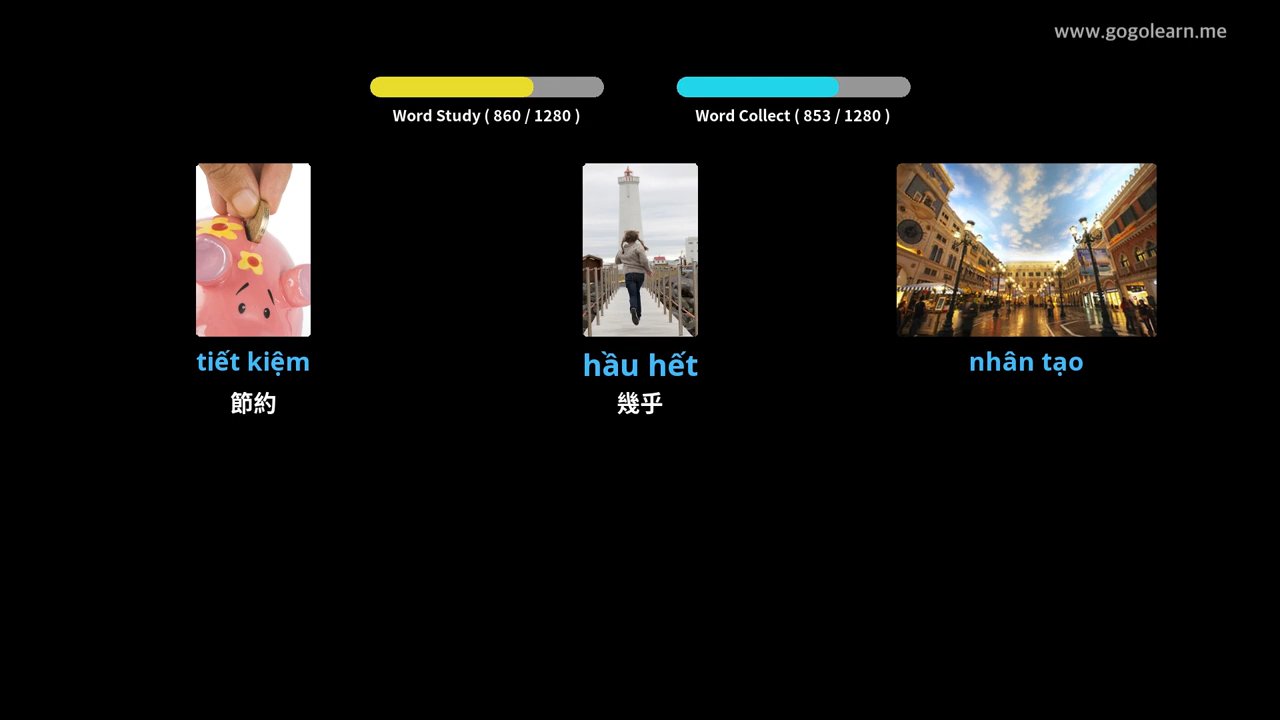 www.gogolearn.me
Word Study ( 860 / 1280 )
Word Collect ( 853 / 1280 )
tiết kiệm
節約
hầu hết
幾乎
nhân tạo